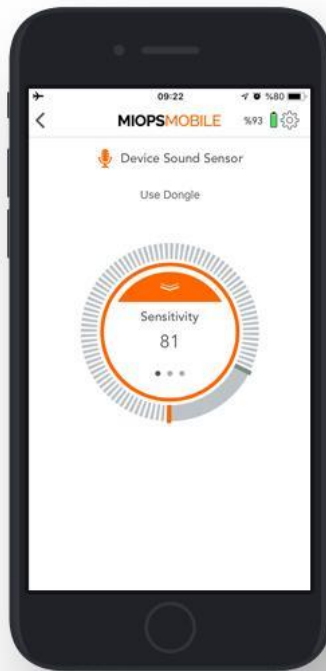 09:22
%80
MIOPSMOBILE
%93
Device Sound Sensor
Use Dongle
Sensitivity
81